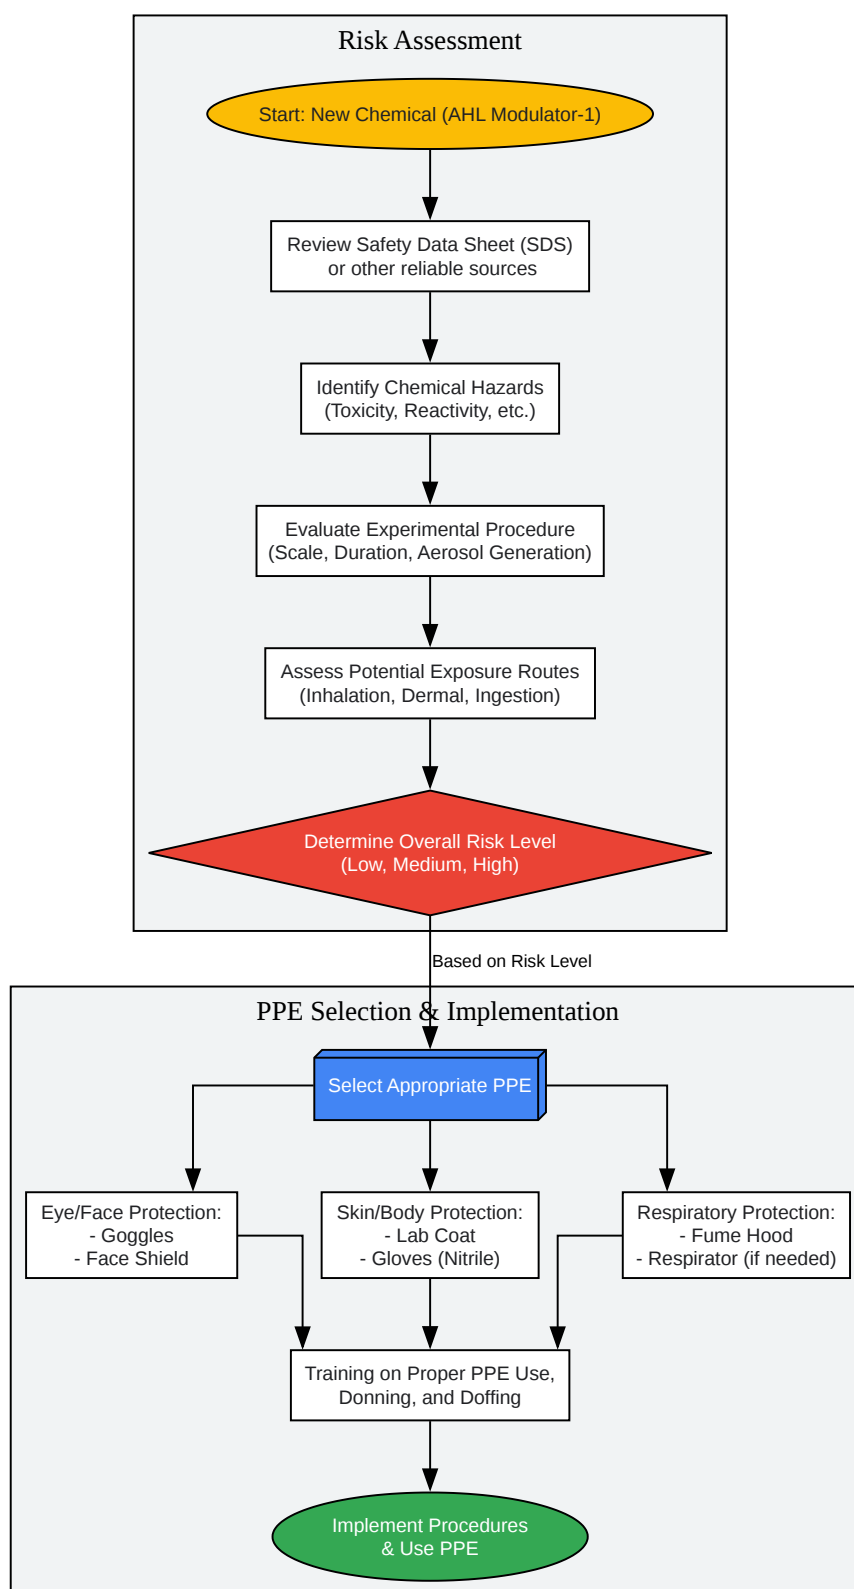 Risk Assessment
Start: New Chemical (AHL Modulator-1)
Review Safety Data Sheet (SDS)
or other reliable sources
Identify Chemical Hazards
(Toxicity, Reactivity, etc.)
Evaluate Experimental Procedure
(Scale, Duration, Aerosol Generation)
Assess Potential Exposure Routes
(Inhalation, Dermal, Ingestion)
Determine Overall Risk Level
(Low, Medium, High)
Based on Risk Level
PPE Selection & Implementation
Select Appropriate PPE
Eye/Face Protection:
- Goggles
- Face Shield
Skin/Body Protection:
- Lab Coat
- Gloves (Nitrile)
Respiratory Protection:
- Fume Hood
- Respirator (if needed)
Training on Proper PPE Use,
Donning, and Doffing
Implement Procedures
& Use PPE